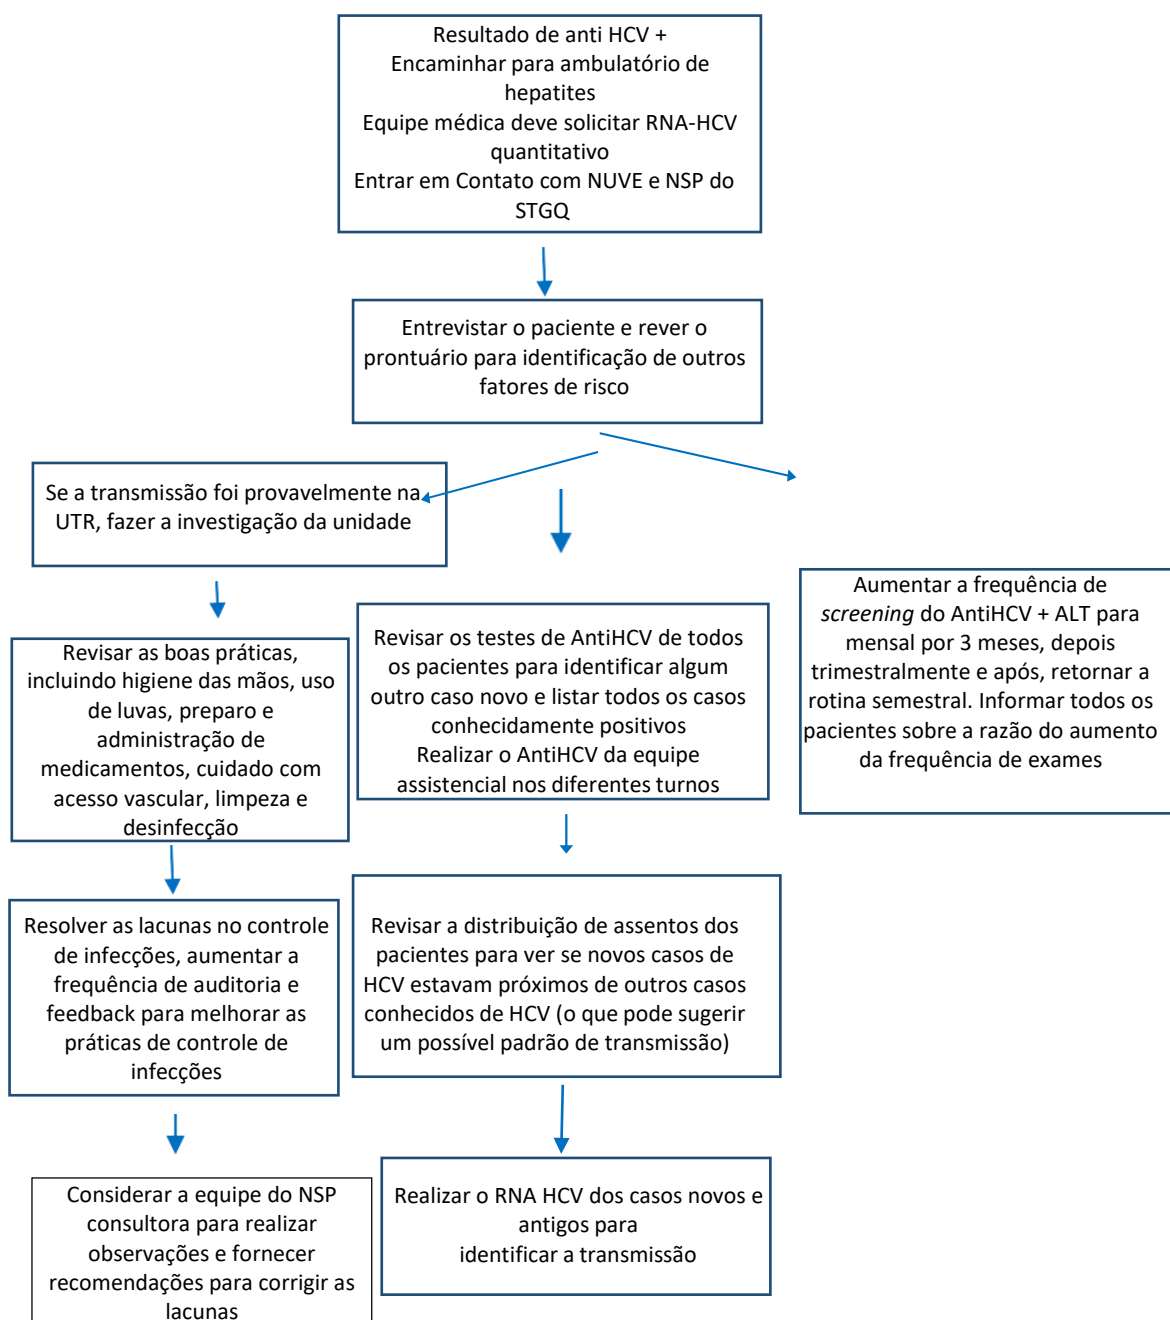 Resultado de anti HCV +
Encaminhar para ambulatório de
hepatites
Equipe médica deve solicitar RNA-HCV
quantitativo
Entrar em Contato com NUVE e NSP do
STGQ
Entrevistar o paciente e rever o
prontuário para identificação de outros
fatores de risco
Se a transmissão foi provavelmente na
UTR, fazer a investigação da unidade
Revisar as boas práticas,
incluindo higiene das mãos, uso
de luvas, preparo e
administração de
medicamentos, cuidado com
acesso vascular, limpeza e
desinfecção
Resolver as lacunas no controle
de infecções, aumentar a
frequência de auditoria e
feedback para melhorar as
práticas de controle de
infecções
Considerar a equipe do NSP
consultora para realizar
observações e fornecer
recomendações para corrigir as
lacunas
Revisar os testes de AntiHCV de todos
os pacientes para identificar algum
outro caso novo e listar todos os casos
conhecidamente positivos
Realizar o AntiHCV da equipe
assistencial nos diferentes turnos
Revisar a distribuição de assentos dos
pacientes para ver se novos casos de
HCV estavam próximos de outros casos
conhecidos de HCV (o que pode sugerir
um possível padrão de transmissão)
Realizar o RNA HCV dos casos novos e
antigos para
identificar a transmissão
Aumentar a frequência de
screening do AntiHCV + ALT para
mensal por 3 meses, depois
trimestralmente e após, retornar a
rotina semestral. Informar todos os
pacientes sobre a razão do aumento
da frequência de exames